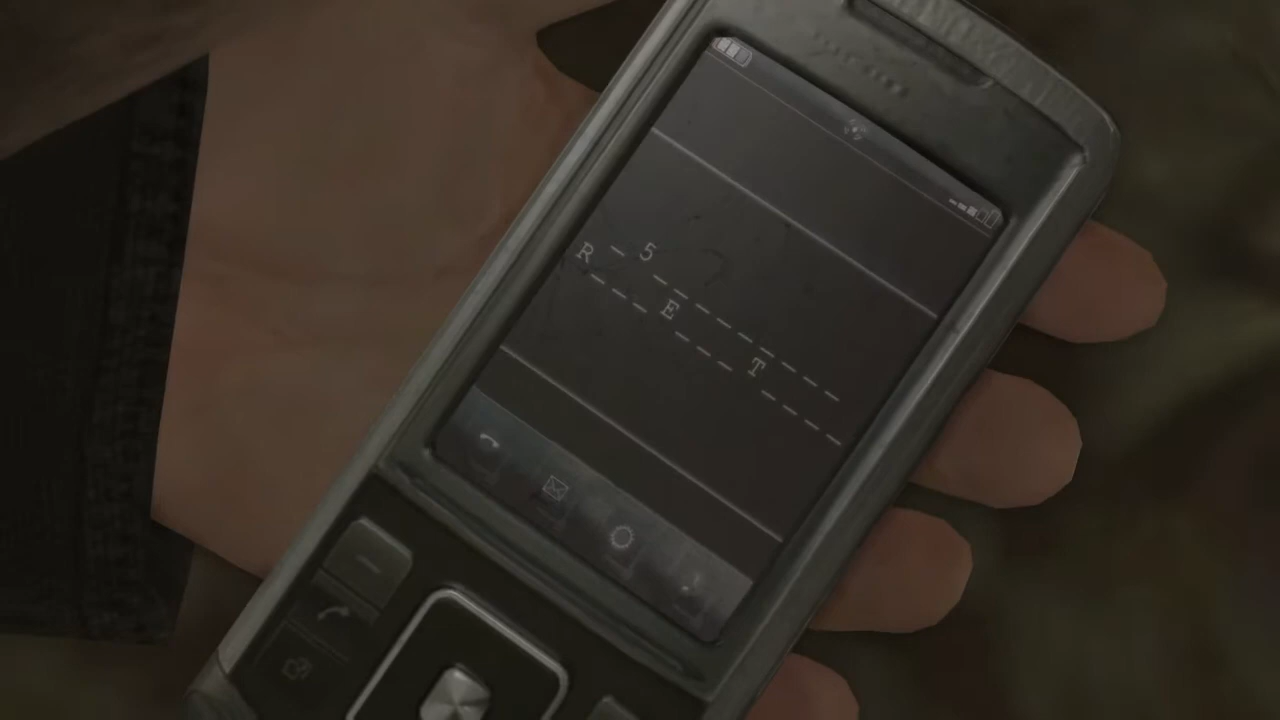 _ 5 _ _ _ _ _ _ _ _ _
R _ _ _ E _ _ _ T _ _ _ _